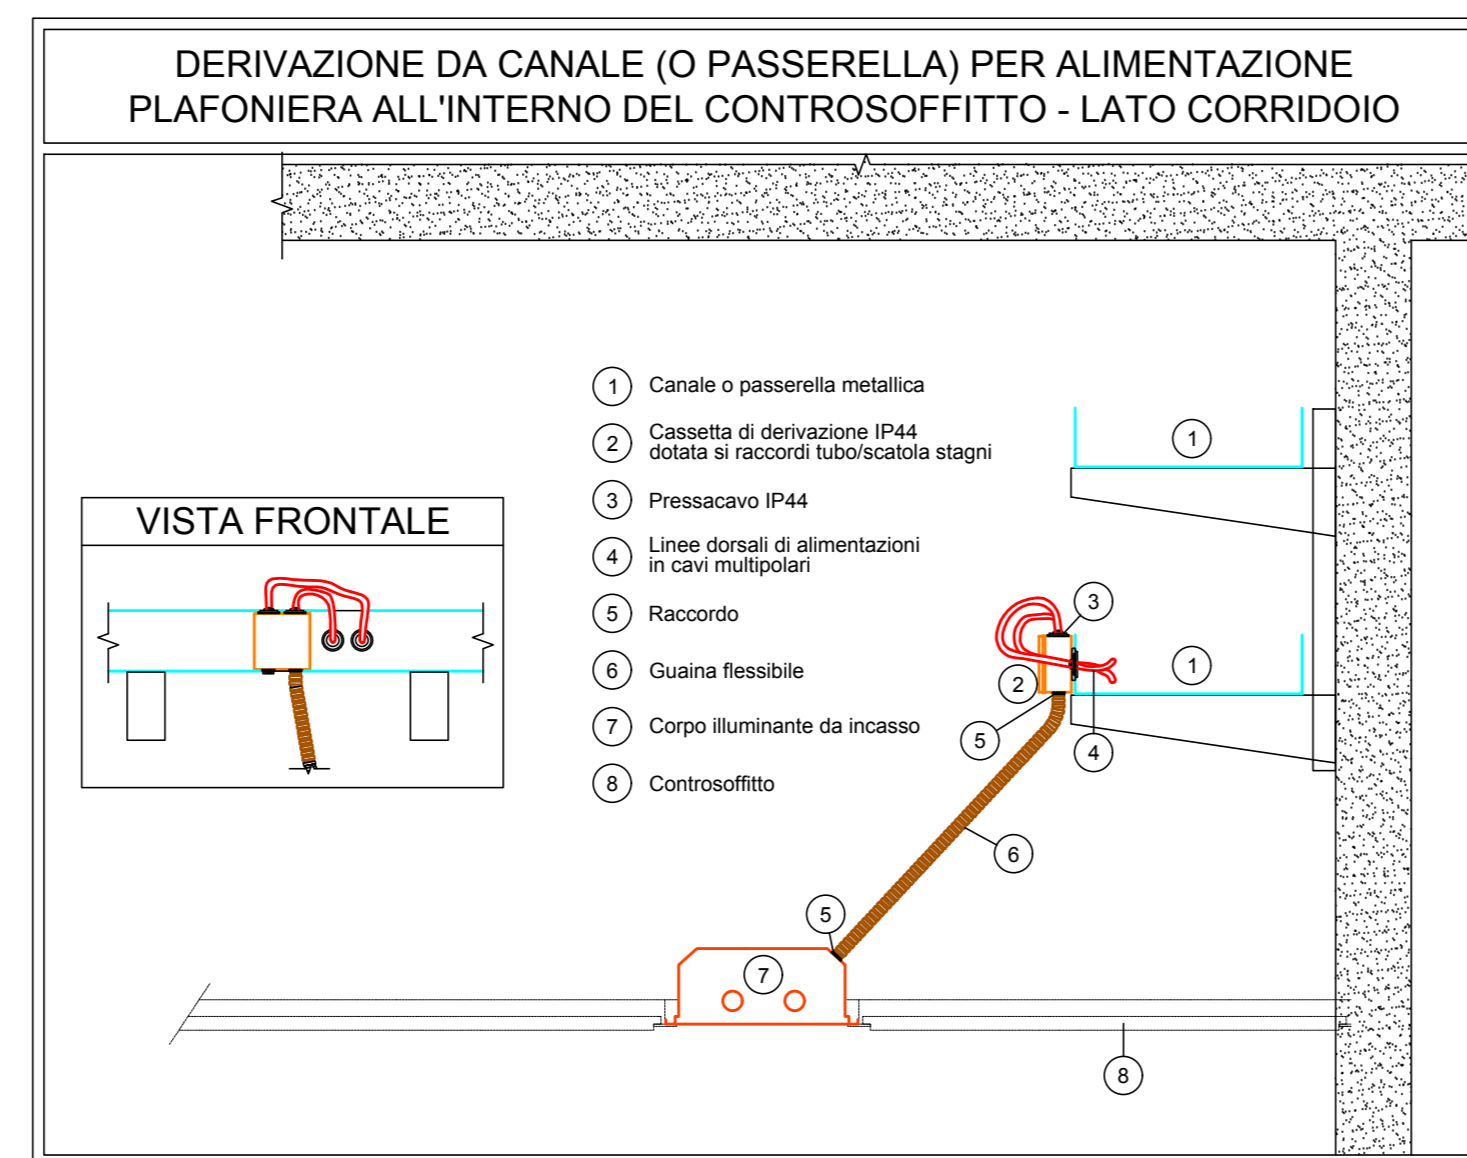 DERIVAZIONE DA CANALE (O PASSERELLA) PER ALIMENTAZIONE
PLAFONIERA ALL'INTERNO DEL CONTROSOFFITTO - LATO CORRIDOIO
1 Canale o passerella metallica
2 Cassetta di derivazione IP44
dotata si raccordi tubo/scatola stagni
3 Pressacavo IP44
4 Linee dorsali di alimentazioni
in cavi multipolari
5 Raccordo
6 Guaina flessibile
7 Corpo illuminante da incasso
8 Controsoffitto
VISTA FRONTALE
1
3
1
2
5
4
6
5
7
8